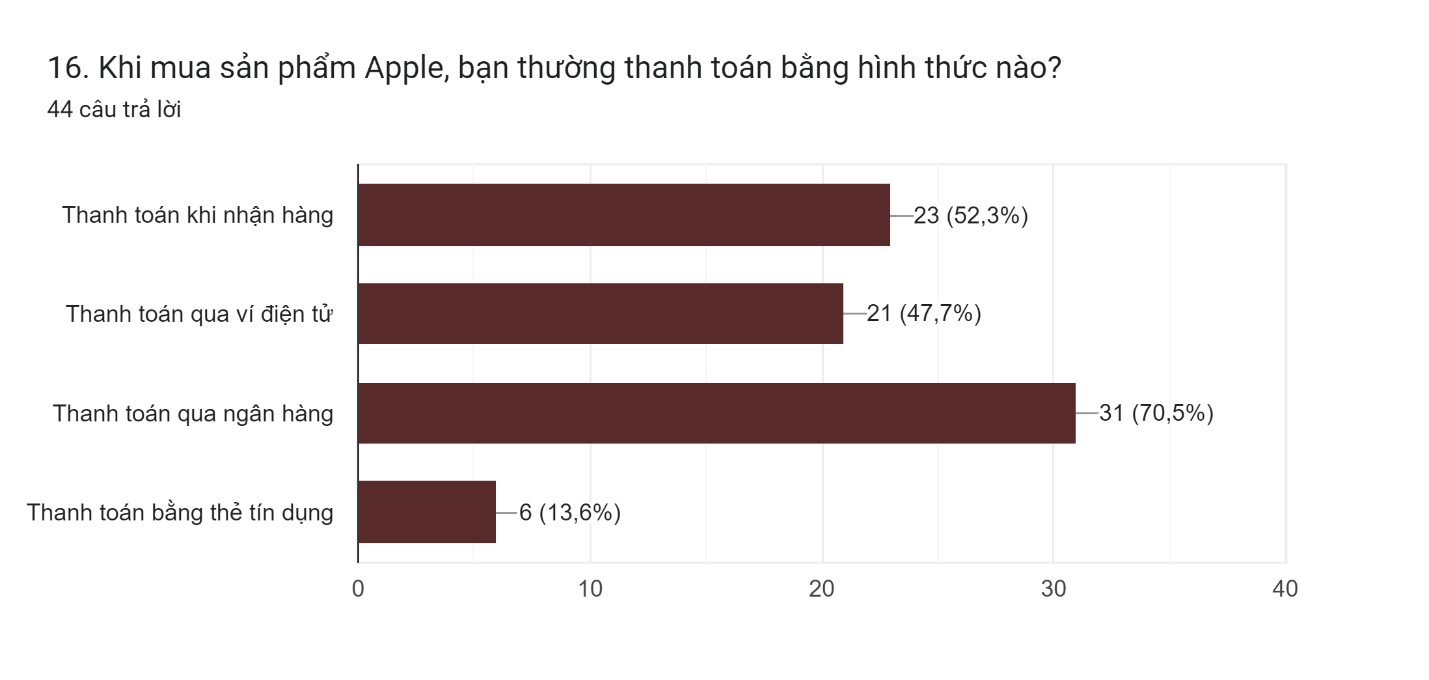 16. Khi mua sản phẩm Apple, bạn thường thanh toán bằng hình thức nào?
44 câu trả lời
Thanh toán khi nhận hàng 23 (52,3%)
Thanh toán qua ví điện tử 21 (47,7%)
Thanh toán qua ngân hàng 31 (70,5%)
Thanh toán bằng thẻ tín dụng 6 (13,6%)
0 10 20 30 40